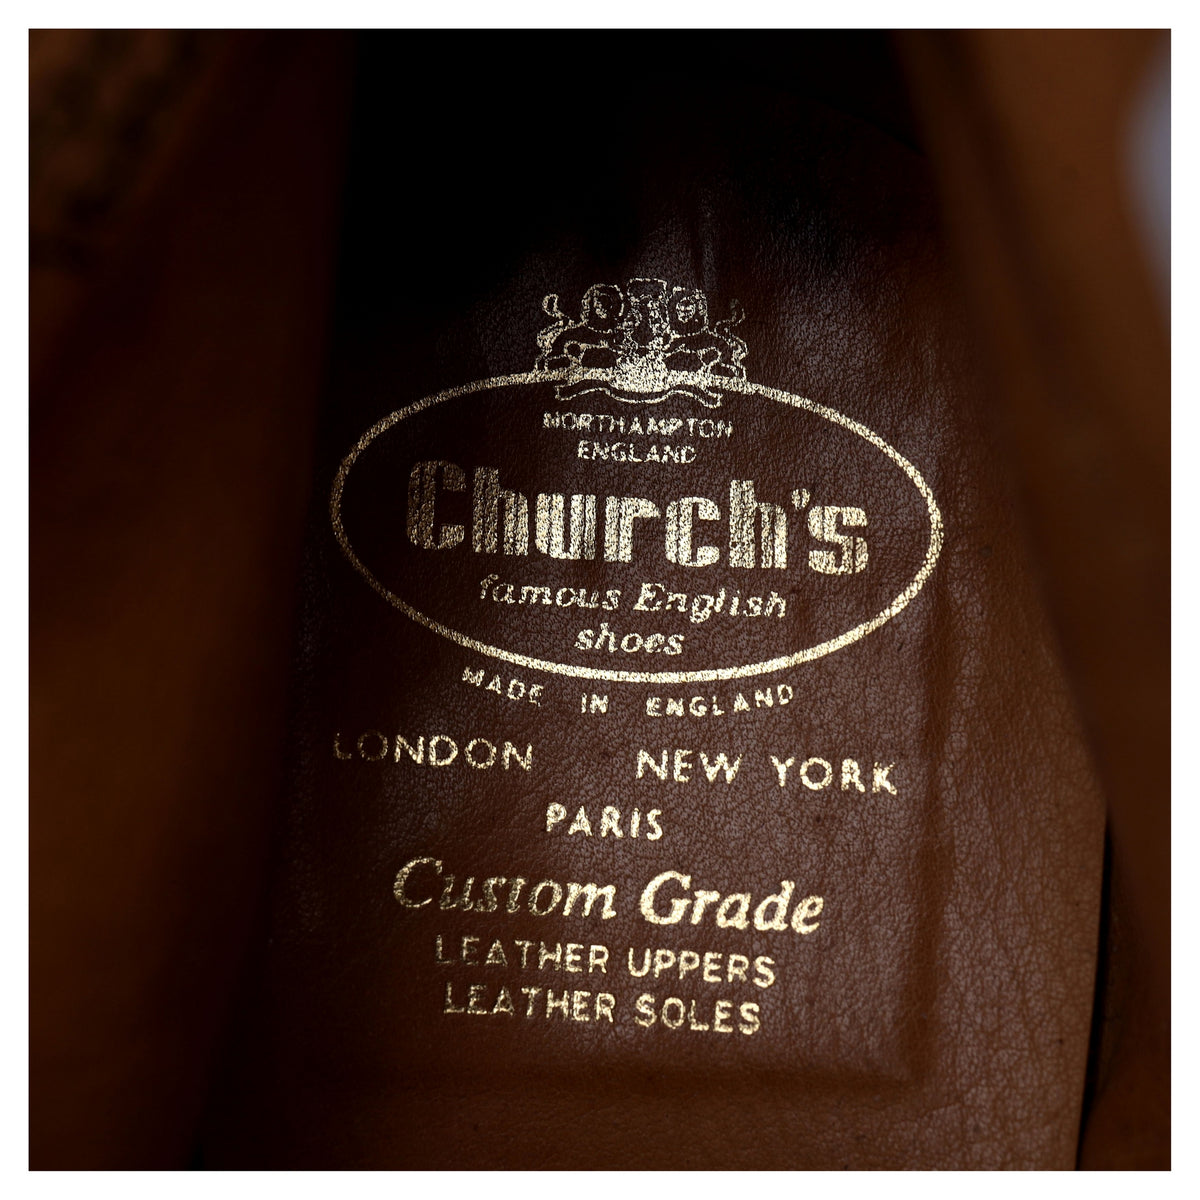 NORTHAMPTON
ENGLAND
Church's
famous English
shoes
MADE IN ENGLAND
LONDON NEW YORK
PARIS
Custom Grade
LEATHER UPPERS
LEATHER SOLES